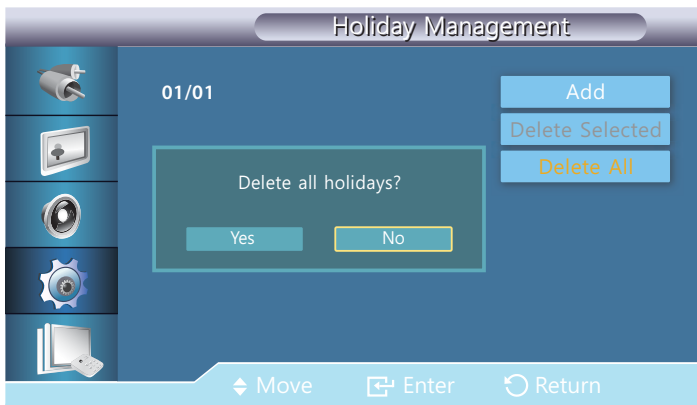 Holiday Management
01/01
Add
Delete Selected
Delete All
Delete all holidays?
Yes No
Move Enter Return